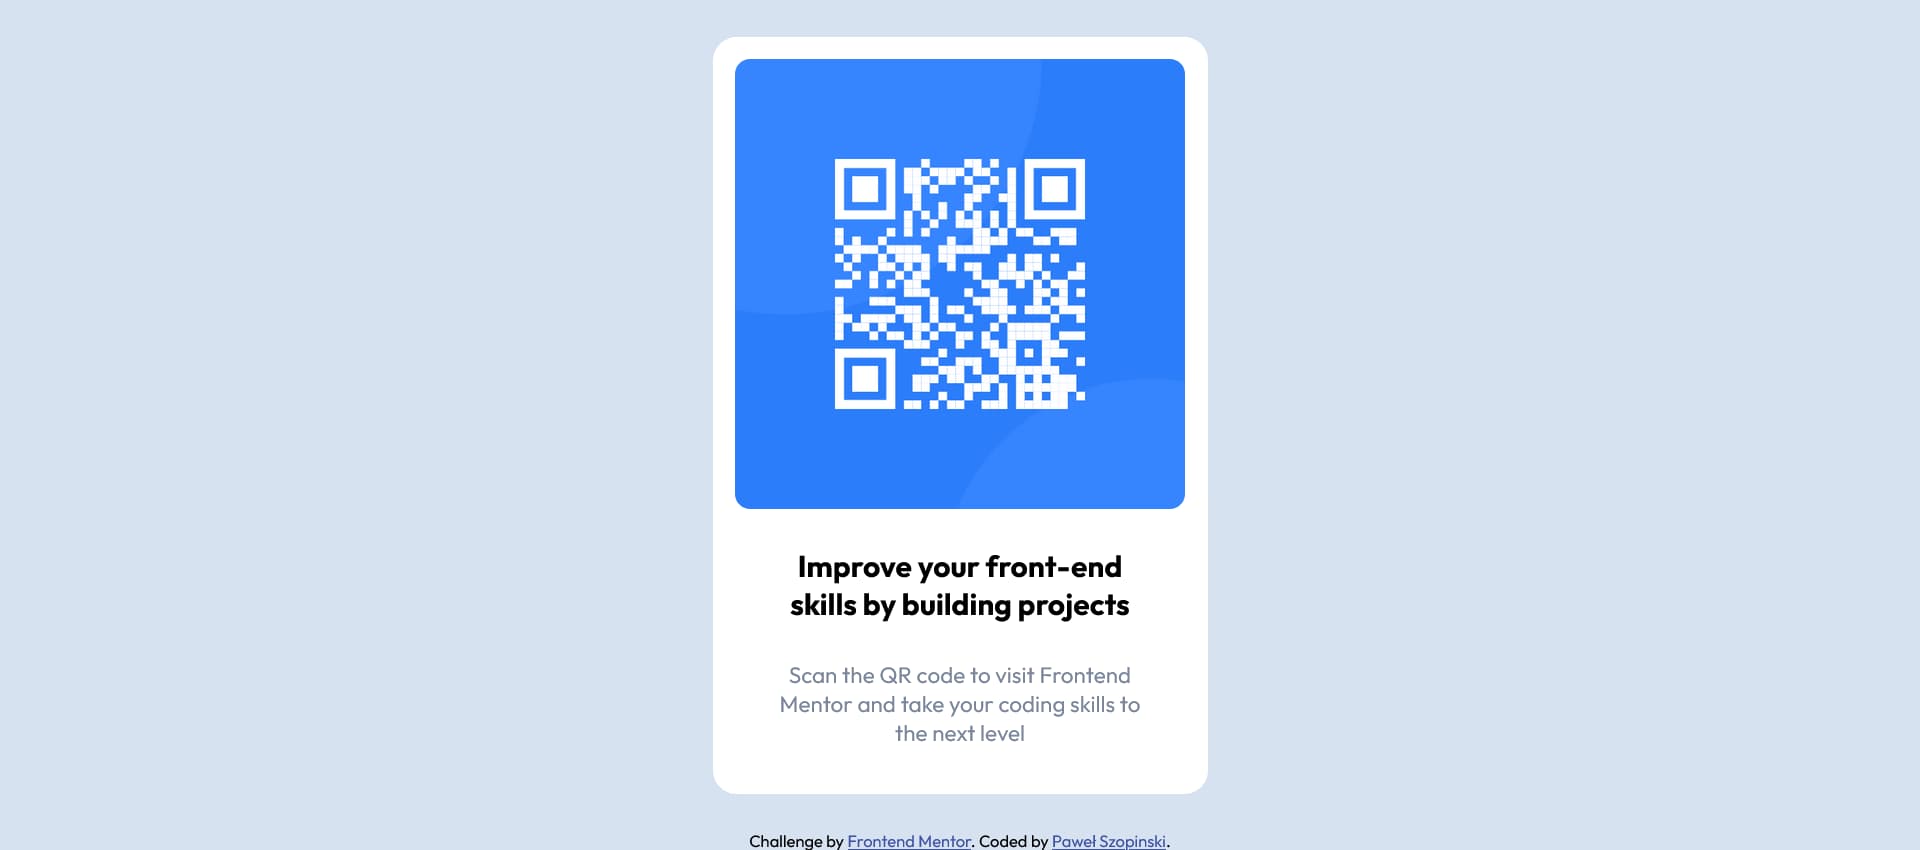 Improve your front-end
skills by building projects
Scan the QR code to visit Frontend
Mentor and take your coding skills to
the next level
Challenge by Frontend Mentor. Coded by Paweł Szopinski.